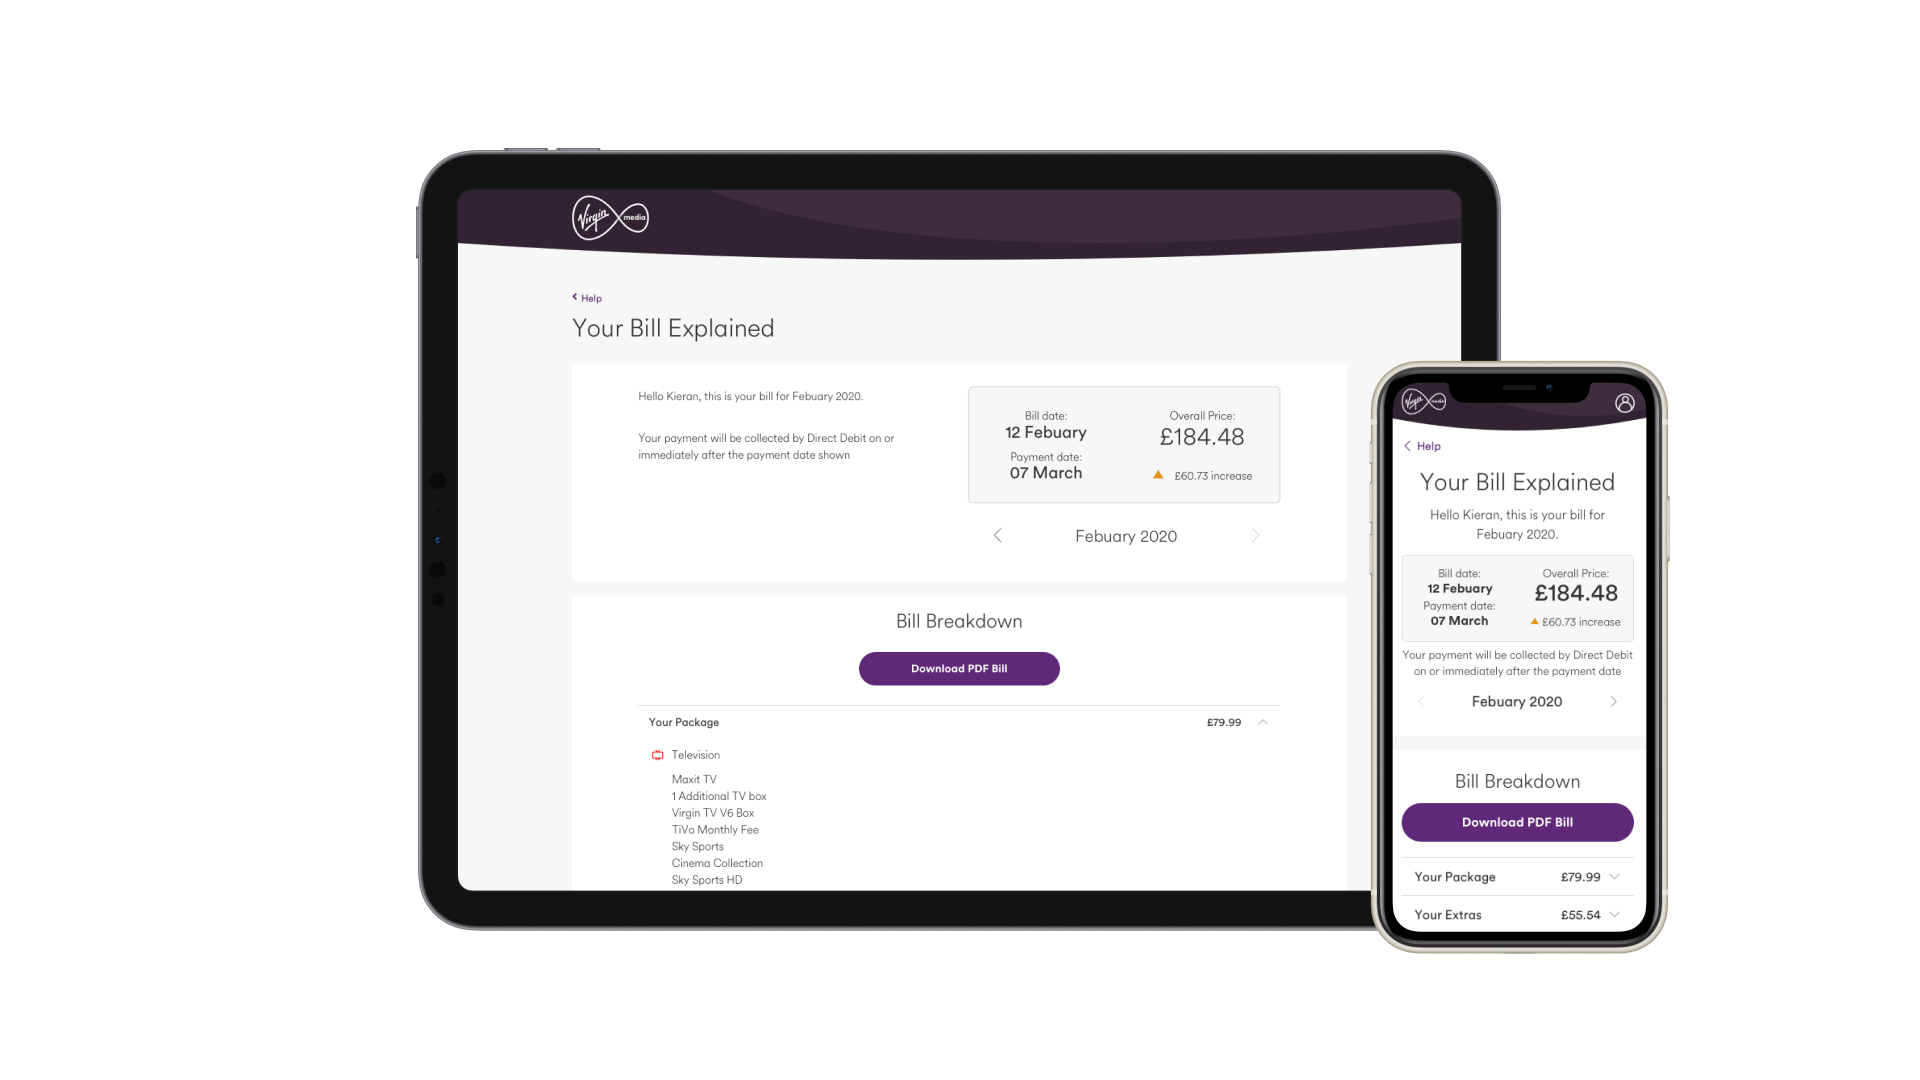 Virgin media
Help
Your Bill Explained
Hello Kieran, this is your bill for Febuary 2020.
Your payment will be collected by Direct Debit on or
immediately after the payment date shown
Bill date:
12 Febuary
Payment date:
07 March
Overall Price:
£184.48
£60.73 increase
Febuary 2020
Bill Breakdown
Download PDF Bill
Your Package £79.99
Television
Maxit TV
1 Additional TV box
Virgin TV V6 Box
TiVo Monthly Fee
Sky Sports
Cinema Collection
Sky Sports HD
Virgin media
Help
Your Bill Explained
Hello Kieran, this is your bill for
Febuary 2020.
Bill date:
12 Febuary
Payment date:
07 March
Overall Price:
£184.48
£60.73 increase
Your payment will be collected by Direct Debit
on or immediately after the payment date
Febuary 2020
Bill Breakdown
Download PDF Bill
Your Package £79.99
Your Extras £55.54